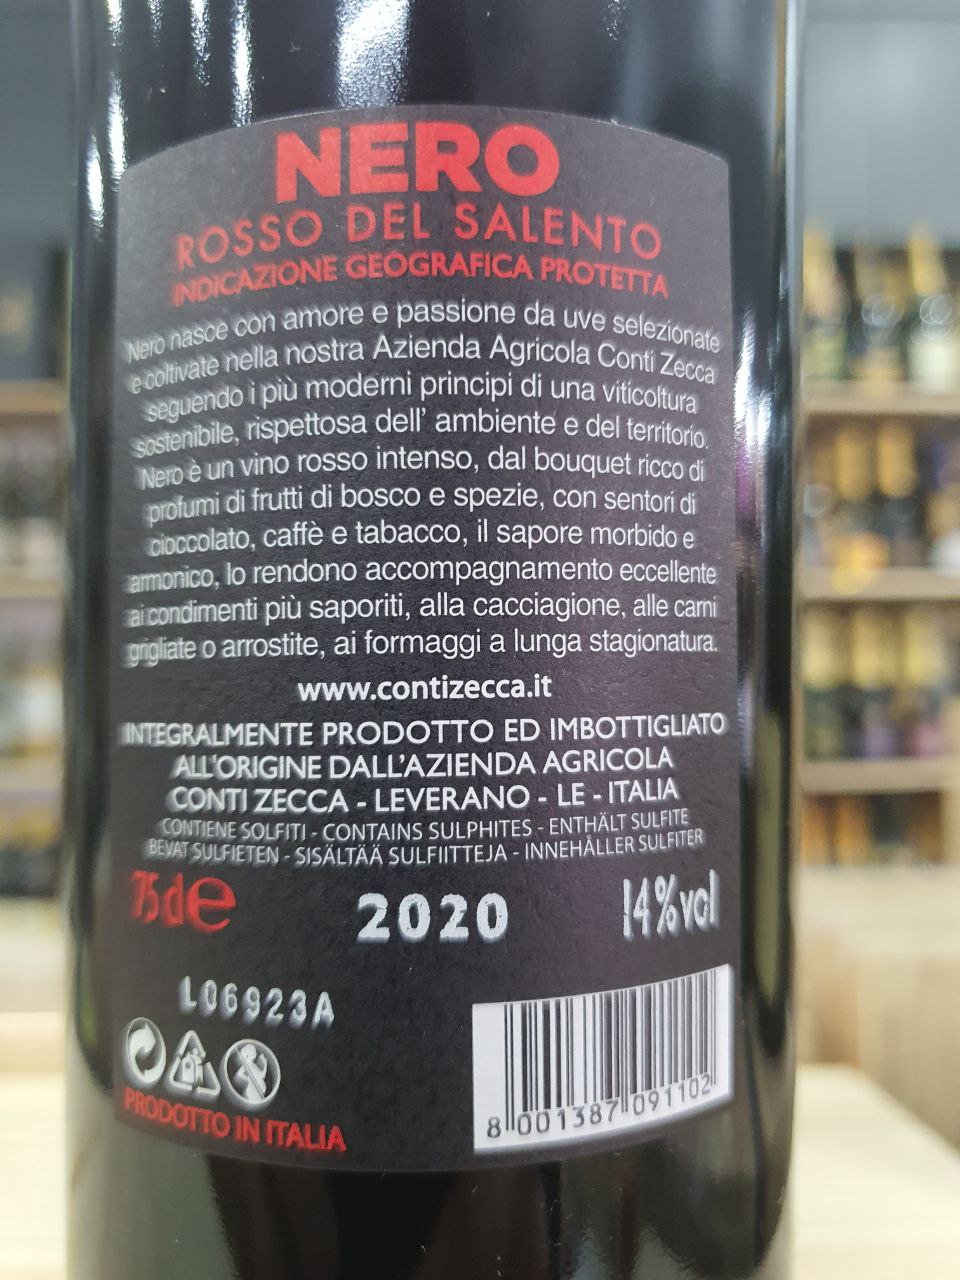 NERO
ROSSO DEL SALENTO
INDICAZIONE GEOGRAFICA PROTETTA
Nero nasce con amore e passione da uve selezionate
e coltivate nella nostra Azienda Agricola Conti Zecca
seguendo i più moderni principi di una viticoltura
sostenibile, rispettosa dell' ambiente e del territorio.
Nero è un vino rosso intenso, dal bouquet ricco di
profumi di frutti di bosco e spezie, con sentori di
cioccolato, caffè e tabacco, il sapore morbido e
armonico, lo rendono accompagnamento eccellente
ai condimenti più saporiti, alla cacciagione, alle carni
grigliate o arrostite, ai formaggi a lunga stagionatura.
www.contizecca.it
INTEGRALMENTE PRODOTTO ED IMBOTTIGLIATO
ALL'ORIGINE DALL'AZIENDA AGRICOLA
CONTI ZECCA - LEVERANO - LE - ITALIA
CONTIENE SOLFITI - CONTAINS SULPHITES - ENTHÄLT SULFITE
BEVAT SULFIETEN - SISÄLTÄÄ SULFIITTEJA - INNEHÅLLER SULFITER
75cl e 2020 14%vol
L06923A
8 001387 091102
PRODOTTO IN ITALIA